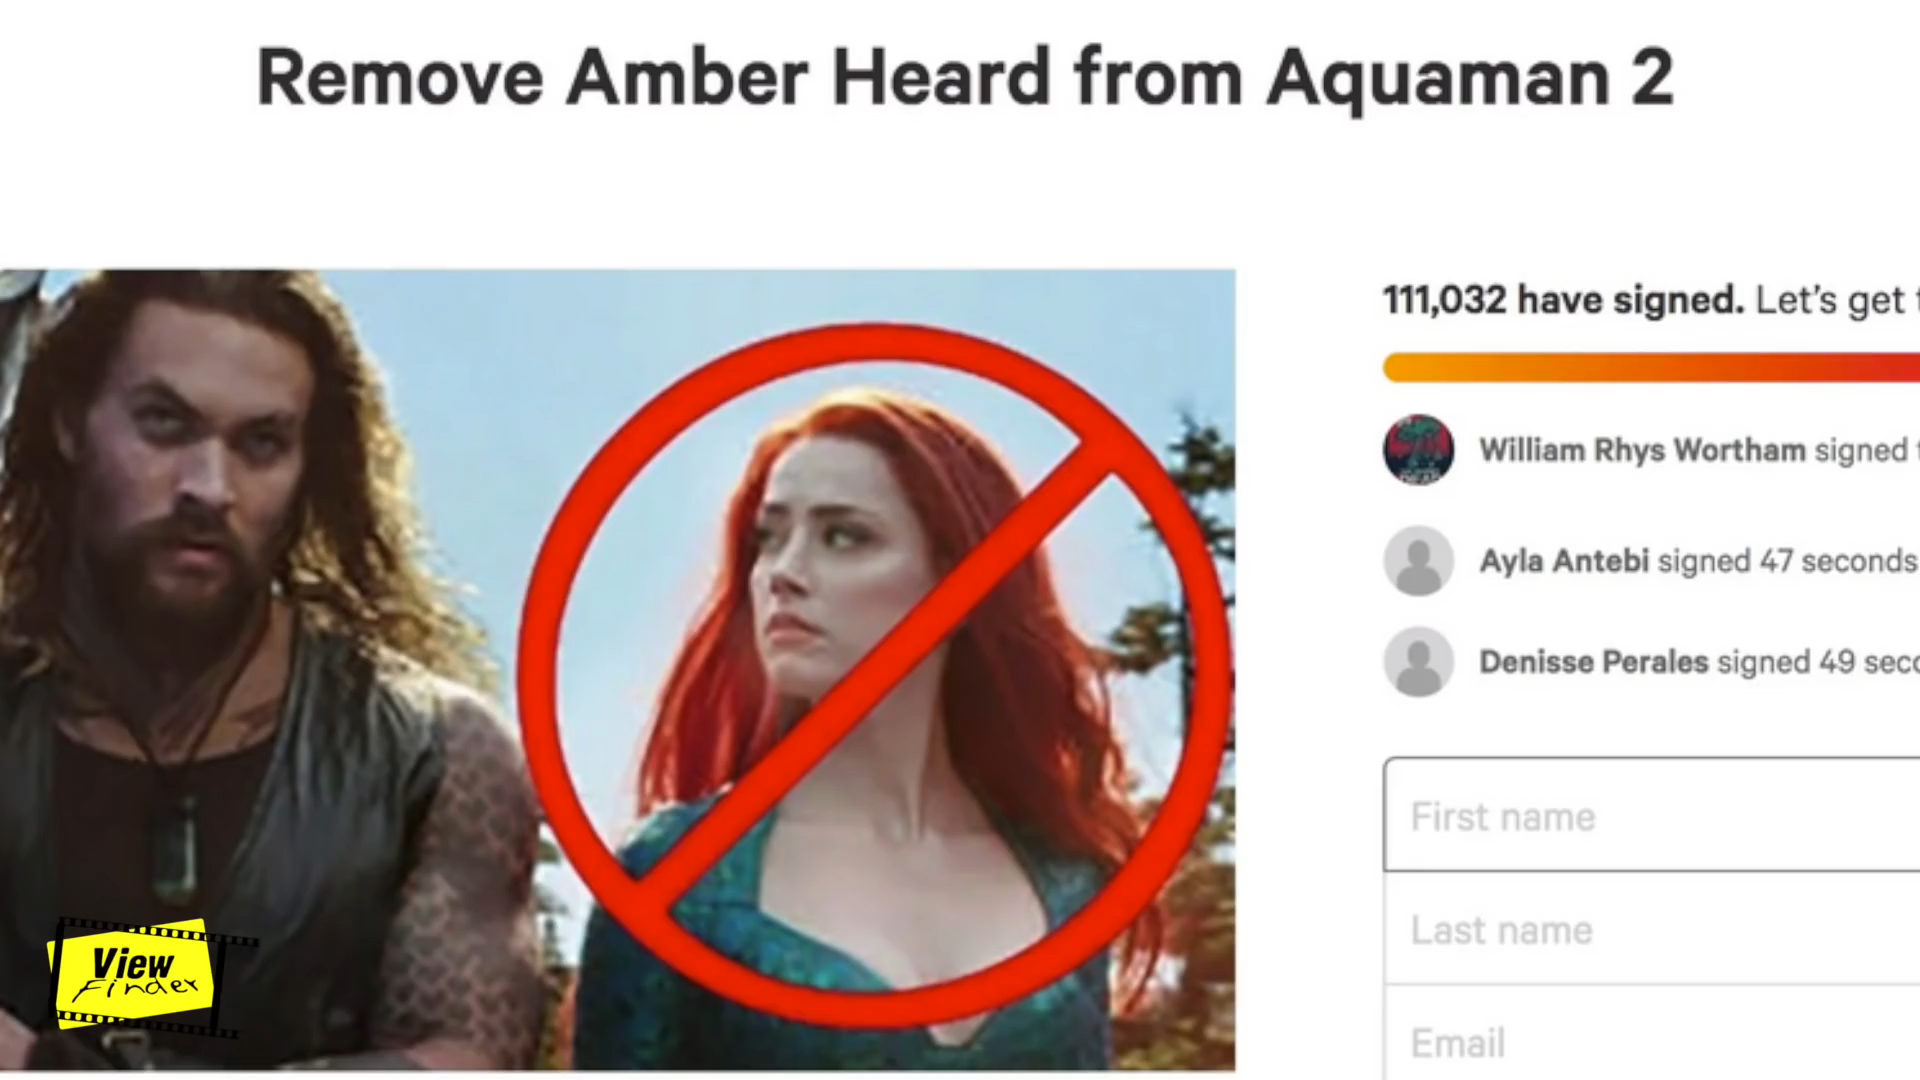 Remove Amber Heard from Aquaman 2
111,032 have signed. Let's get
William Rhys Wortham signed
Ayla Antebi signed 47 seconds
Denisse Perales signed 49 seco
First name
Last name
Email
View
Finder